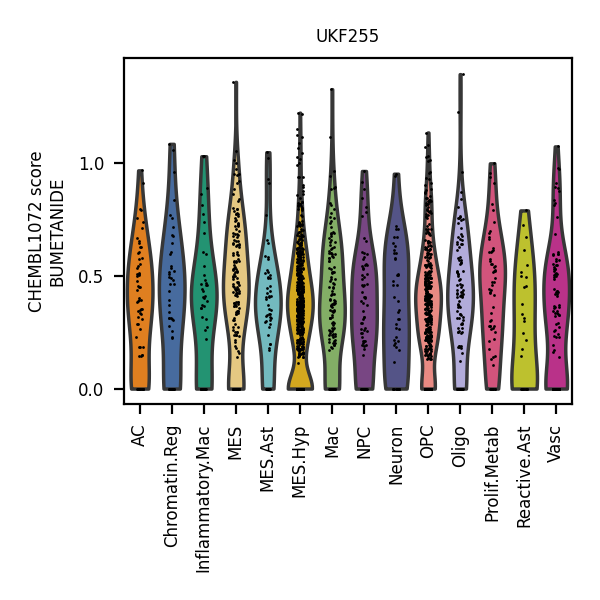 UKF255
CHEMBL1072 score
BUMETANIDE
1.0
0.5
0.0
AC
Chromatin.Reg
Inflammatory.Mac
MES
MES.Ast
MES.Hyp
Mac
NPC
Neuron
OPC
Oligo
Prolif.Metab
Reactive.Ast
Vasc